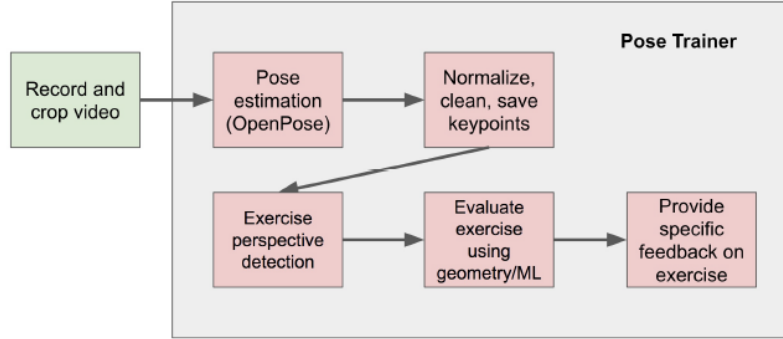 Pose Trainer
Record and
crop video
Pose
estimation
(OpenPose)
Normalize,
clean, save
keypoints
Exercise
perspective
detection
Evaluate
exercise
using
geometry/ML
Provide
specific
feedback on
exercise